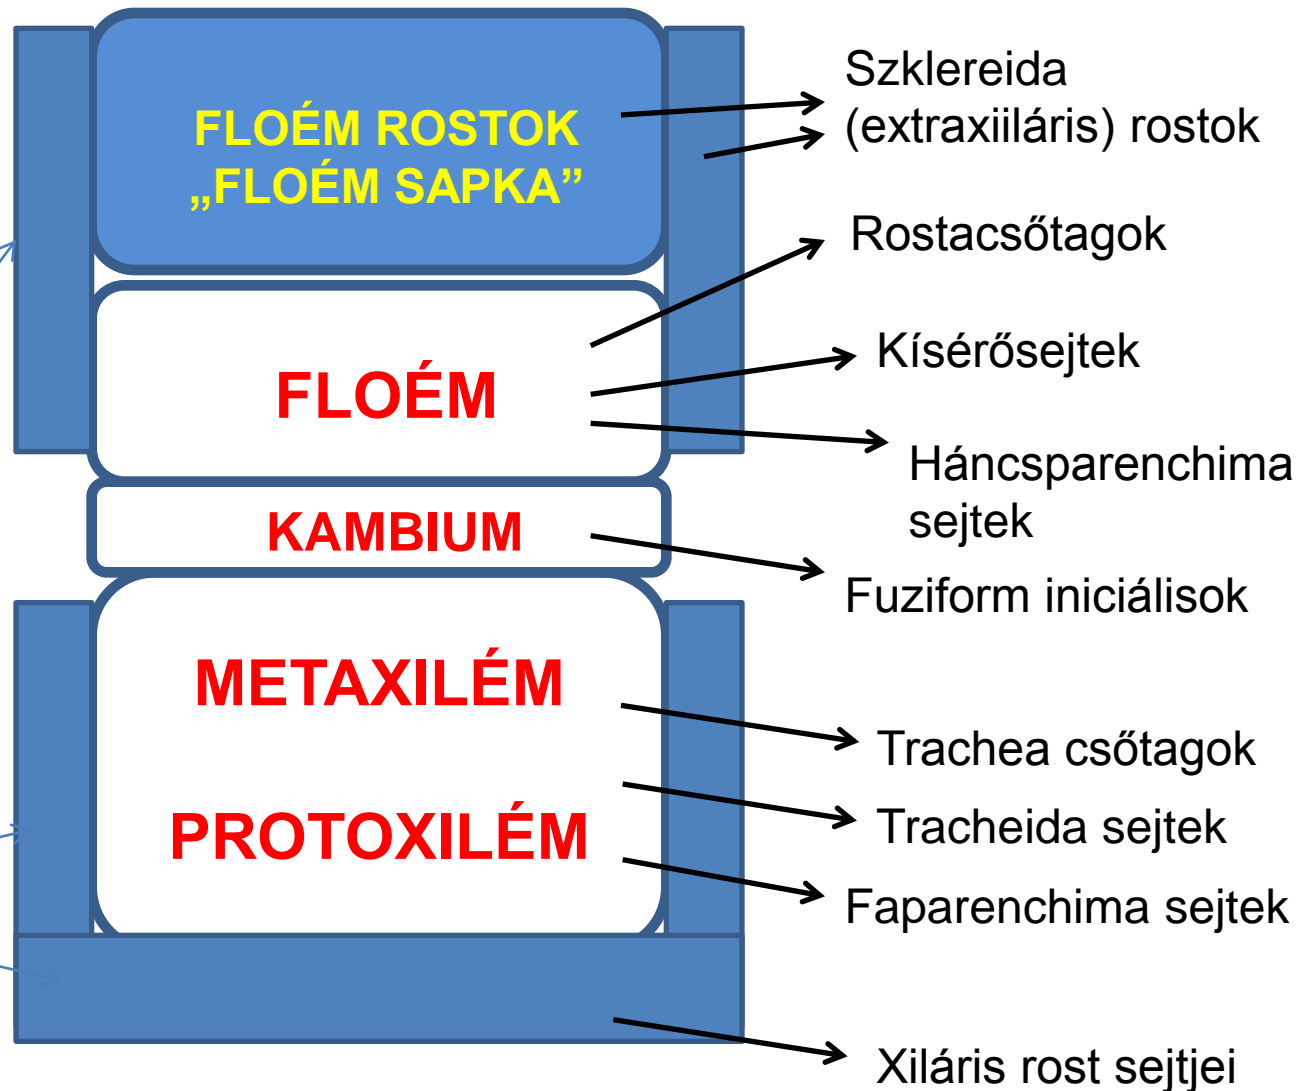 FLOÉM ROSTOK
„FLOÉM SAPKA”
Szklereida
(extraxiiláris) rostok
Rostacsőtagok
FLOÉM
Kísérősejtek
Háncsparenchima
sejtek
KAMBIUM
Fuziform iniciálisok
METAXILÉM
Trachea csőtagok
PROTOXILÉM
Tracheida sejtek
Faparenchima sejtek
Xiláris rost sejtjei